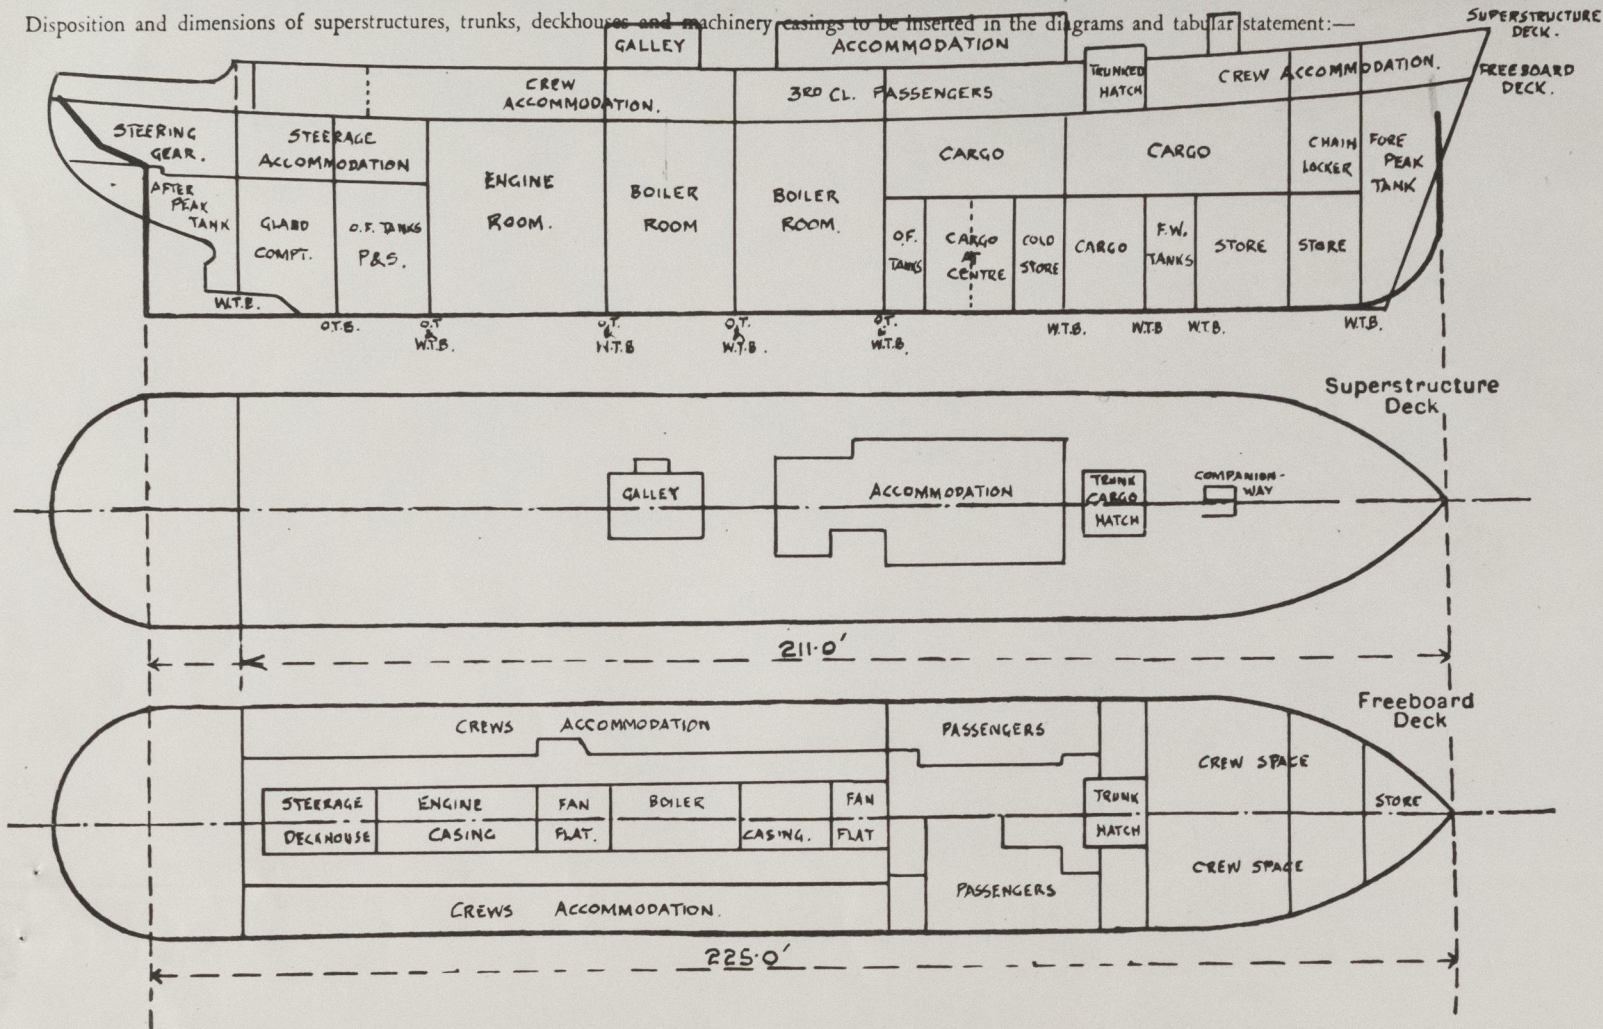 Disposition and dimensions of superstructures, trunks, deckhouses and machinery casings to be inserted in the diagrams and tabular statement:—
SUPERSTRUCTURE
DECK.
FREEBOARD
DECK.
GALLEY
ACCOMMODATION
TRUNKED
HATCH
CREW ACCOMMODATION.
CREW
ACCOMMODATION.
3RD CL. PASSENGERS
STEERING
GEAR.
STEERAGE
ACCOMMODATION
ENGINE
ROOM.
BOILER
ROOM
BOILER
ROOM.
CARGO
CARGO
CHAIN
LOCKER
FORE
PEAK
TANK
AFTER
PEAK
TANK
GLAND
COMPT.
O.F. TANKS
P&S.
O.F.
TANKS
CARGO
AT
CENTRE
COLD
STORE
CARGO
F.W.
TANKS
STORE
STORE
W.T.B.
O.T.B.
O.T
&
W.T.B.
O.T.
&
W.T.B
O.T.
&
W.T.B.
O.T.
&
W.T.B.
W.T.B.
W.T.B
W.T.B.
W.T.B.
Superstructure
Deck
GALLEY
ACCOMMODATION
TRUNK
CARGO
HATCH
COMPANION-
WAY
211·0'
Freeboard
Deck
CREWS ACCOMMODATION
PASSENGERS
CREW SPACE
STEERAGE
DECKHOUSE
ENGINE
CASING
FAN
FLAT.
BOILER
CASING.
FAN
FLAT
TRUNK
HATCH
STORE
CREW SPACE
PASSENGERS
CREWS ACCOMMODATION.
225·0'